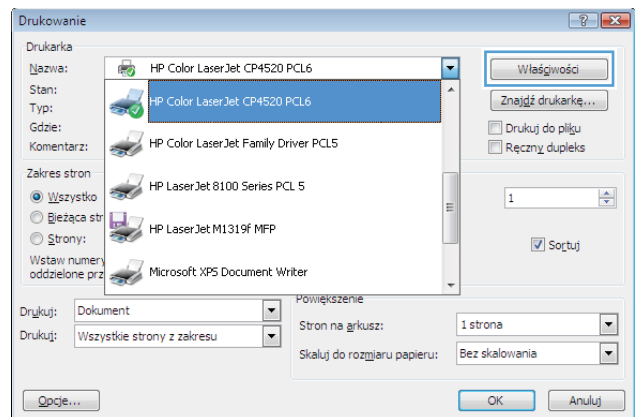 Drukowanie
Drukarka
Nazwa: HP Color LaserJet CP4520 PCL6 Właściwości
Stan:
HP Color LaserJet CP4520 PCL6 Znajdź drukarkę...
Typ:
Gdzie: Drukuj do pliku
HP Color LaserJet Family Driver PCL5
Komentarz: Ręczny dupleks
Zakres stron
HP LaserJet 8100 Series PCL 5
Wszystko 1
Bieżąca str
HP LaserJet M1319f MFP
Strony: Sortuj
Wstaw numery
oddzielone prz Microsoft XPS Document Writer
Drukuj: Dokument Powiększenie
Stron na arkusz: 1 strona
Drukuj: Wszystkie strony z zakresu
Skaluj do rozmiaru papieru: Bez skalowania
Opcje... OK Anuluj